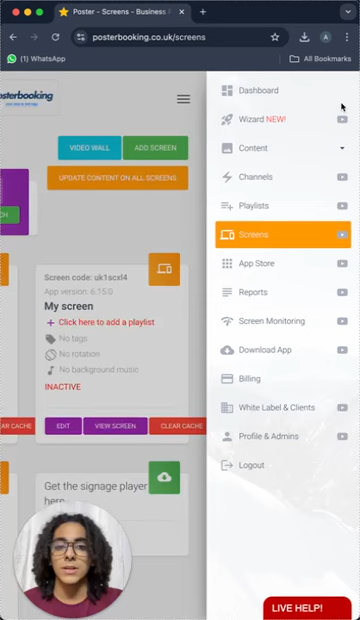 Poster - Screens - Business
posterbooking.co.uk/screens
(1) WhatsApp
All Bookmarks
osterbooking
Dashboard
Wizard NEW!
Content
VIDEO WALL
ADD SCREEN
UPDATE CONTENT ON ALL SCREENS
Channels
Playlists
CH
Screens
App Store
Screen code: uk1scxl4
App version: 6.15.0
My screen
Reports
+ Click here to add a playlist
Screen Monitoring
No tags
No rotation
Download App
No background music
INACTIVE
Billing
White Label & Clients
AR CACHE
EDIT
VIEW SCREEN
CLEAR CACHE
Profile & Admins
Logout
Get the signage player
here
LIVE HELP!